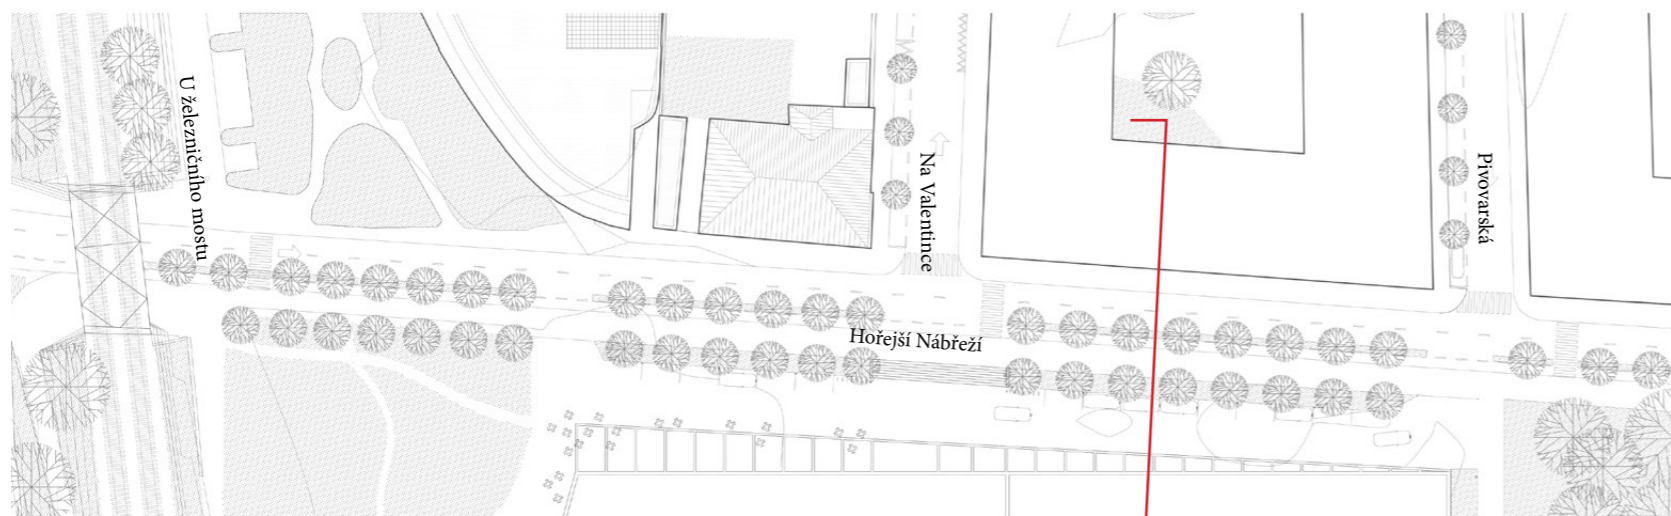 U železničního mostu
Na Valentince
Pivovarská
Hořejší Nábřeží